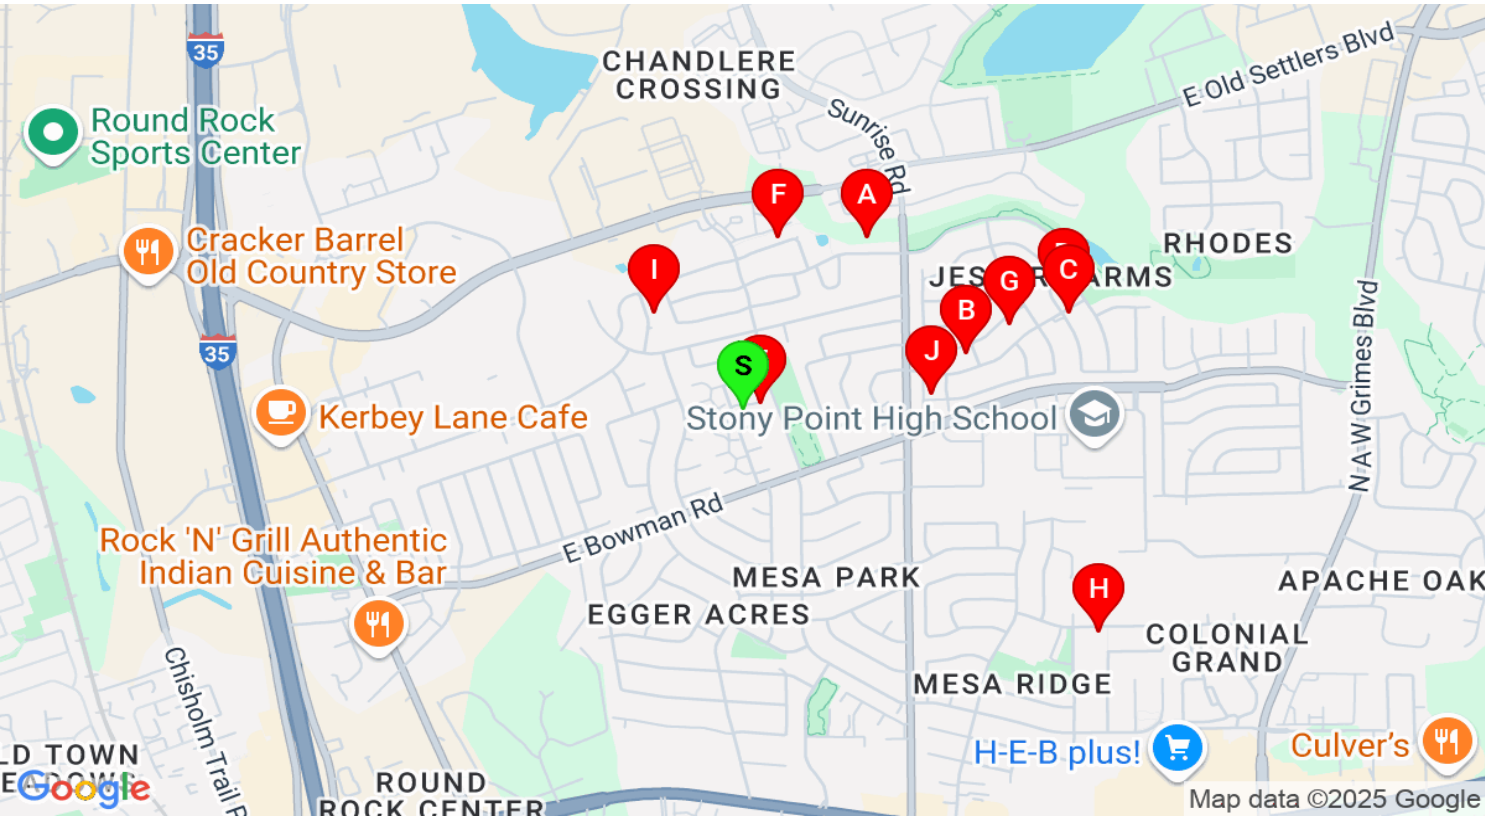 35
CHANDLERE
CROSSING
E Old Settlers Blvd
Round Rock
Sports Center
Sunrise Rd
F
A
Cracker Barrel
Old Country Store
RHODES
I
G
C
B
J
35
S
N A W Grimes Blvd
Kerbey Lane Cafe
Stony Point High School
E Bowman Rd
Rock 'N' Grill Authentic
Indian Cuisine & Bar
MESA PARK
EGGER ACRES
H
APACHE OAK
COLONIAL
GRAND
MESA RIDGE
Chisholm Trail R
H-E-B plus!
Culver's
LD TOWN
Google
ROUND
ROCK CENTER
Map data ©2025 Google